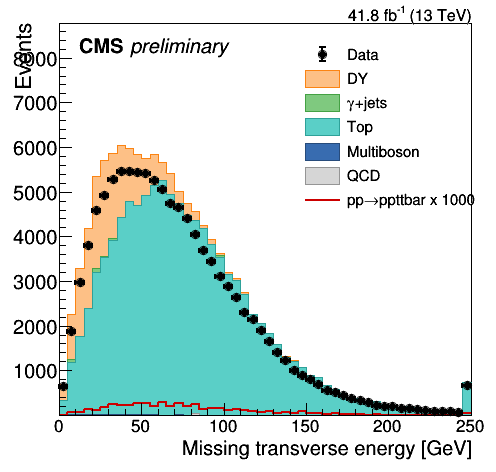 41.8 fb⁻¹ (13 TeV)
CMS preliminary
Events
8000
7000
6000
5000
4000
3000
2000
1000
Data
DY
γ+jets
Top
Multiboson
QCD
pp→ppttbar x 1000
0 50 100 150 200 250
Missing transverse energy [GeV]